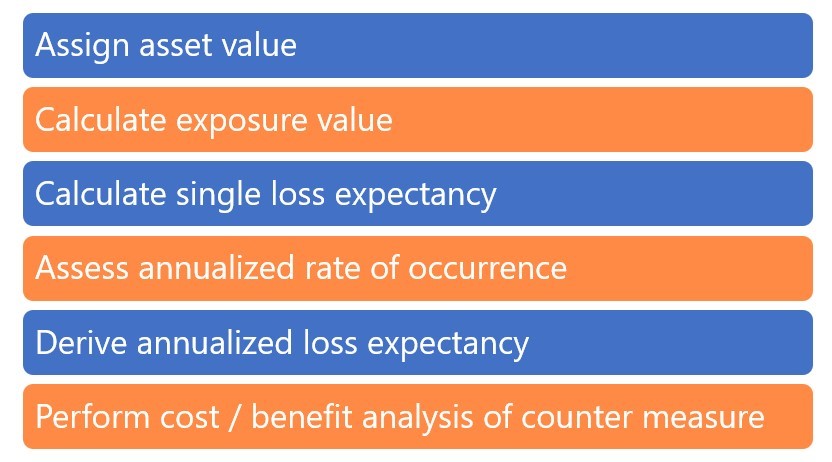 Assign asset value
Calculate exposure value
Calculate single loss expectancy
Assess annualized rate of occurrence
Derive annualized loss expectancy
Perform cost / benefit analysis of counter measure